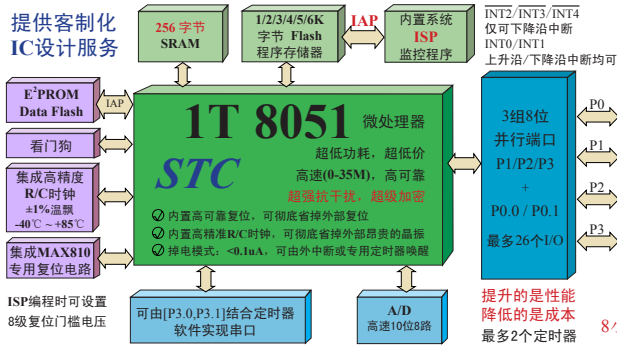 提供客制化
IC设计服务
256 字节
SRAM
1/2/3/4/5/6K
字节 Flash
程序存储器
IAP
内置系统
ISP
监控程序
INT2/INT3/INT4
仅可下降沿中断
INT0/INT1
上升沿/下降沿中断均可
E²PROM
Data Flash
IAP
看门狗
集成高精度
R/C时钟
±1%温飘
-40℃ ~ +85℃
集成MAX810
专用复位电路
1T 8051 微处理器
STC
超低功耗，超低价
高速(0-35M)，高可靠
超强抗干扰，超级加密
内置高可靠复位，可彻底省掉外部复位
内置高精准R/C时钟，可彻底省掉外部昂贵的晶振
掉电模式：<0.1uA，可由外中断或专用定时器唤醒
3组8位
并行端口
P1/P2/P3
+
P0.0 / P0.1
最多26个I/O
P0
P1
P2
P3
ISP编程时可设置
8级复位门槛电压
可由[P3.0,P3.1]结合定时器
软件实现串口
A/D
高速10位8路
提升的是性能
降低的是成本
最多2个定时器